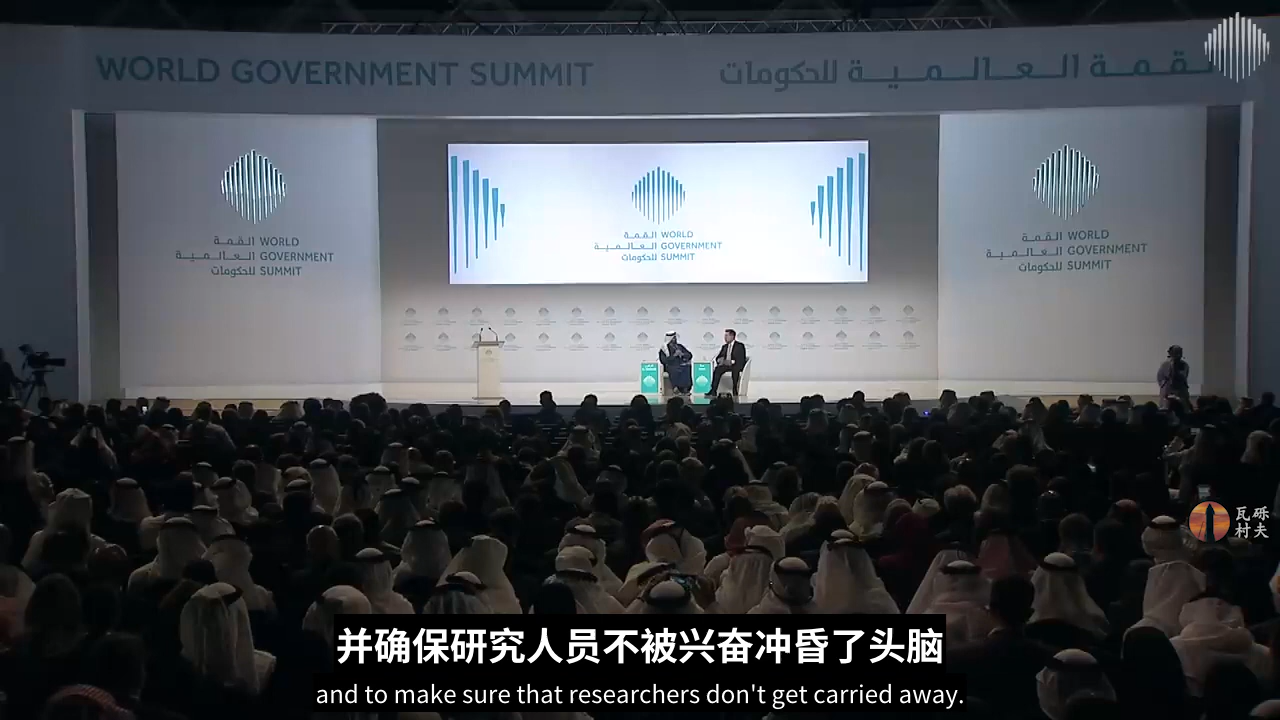 WORLD GOVERNMENT SUMMIT
القمة العالمية للحكومات
القمة WORLD
العالمية GOVERNMENT
للحكومات SUMMIT
القمة WORLD
العالمية GOVERNMENT
للحكومات SUMMIT
القمة WORLD
العالمية GOVERNMENT
للحكومات SUMMIT
瓦砾
村夫
并确保研究人员不被兴奋冲昏了头脑
and to make sure that researchers don't get carried away.